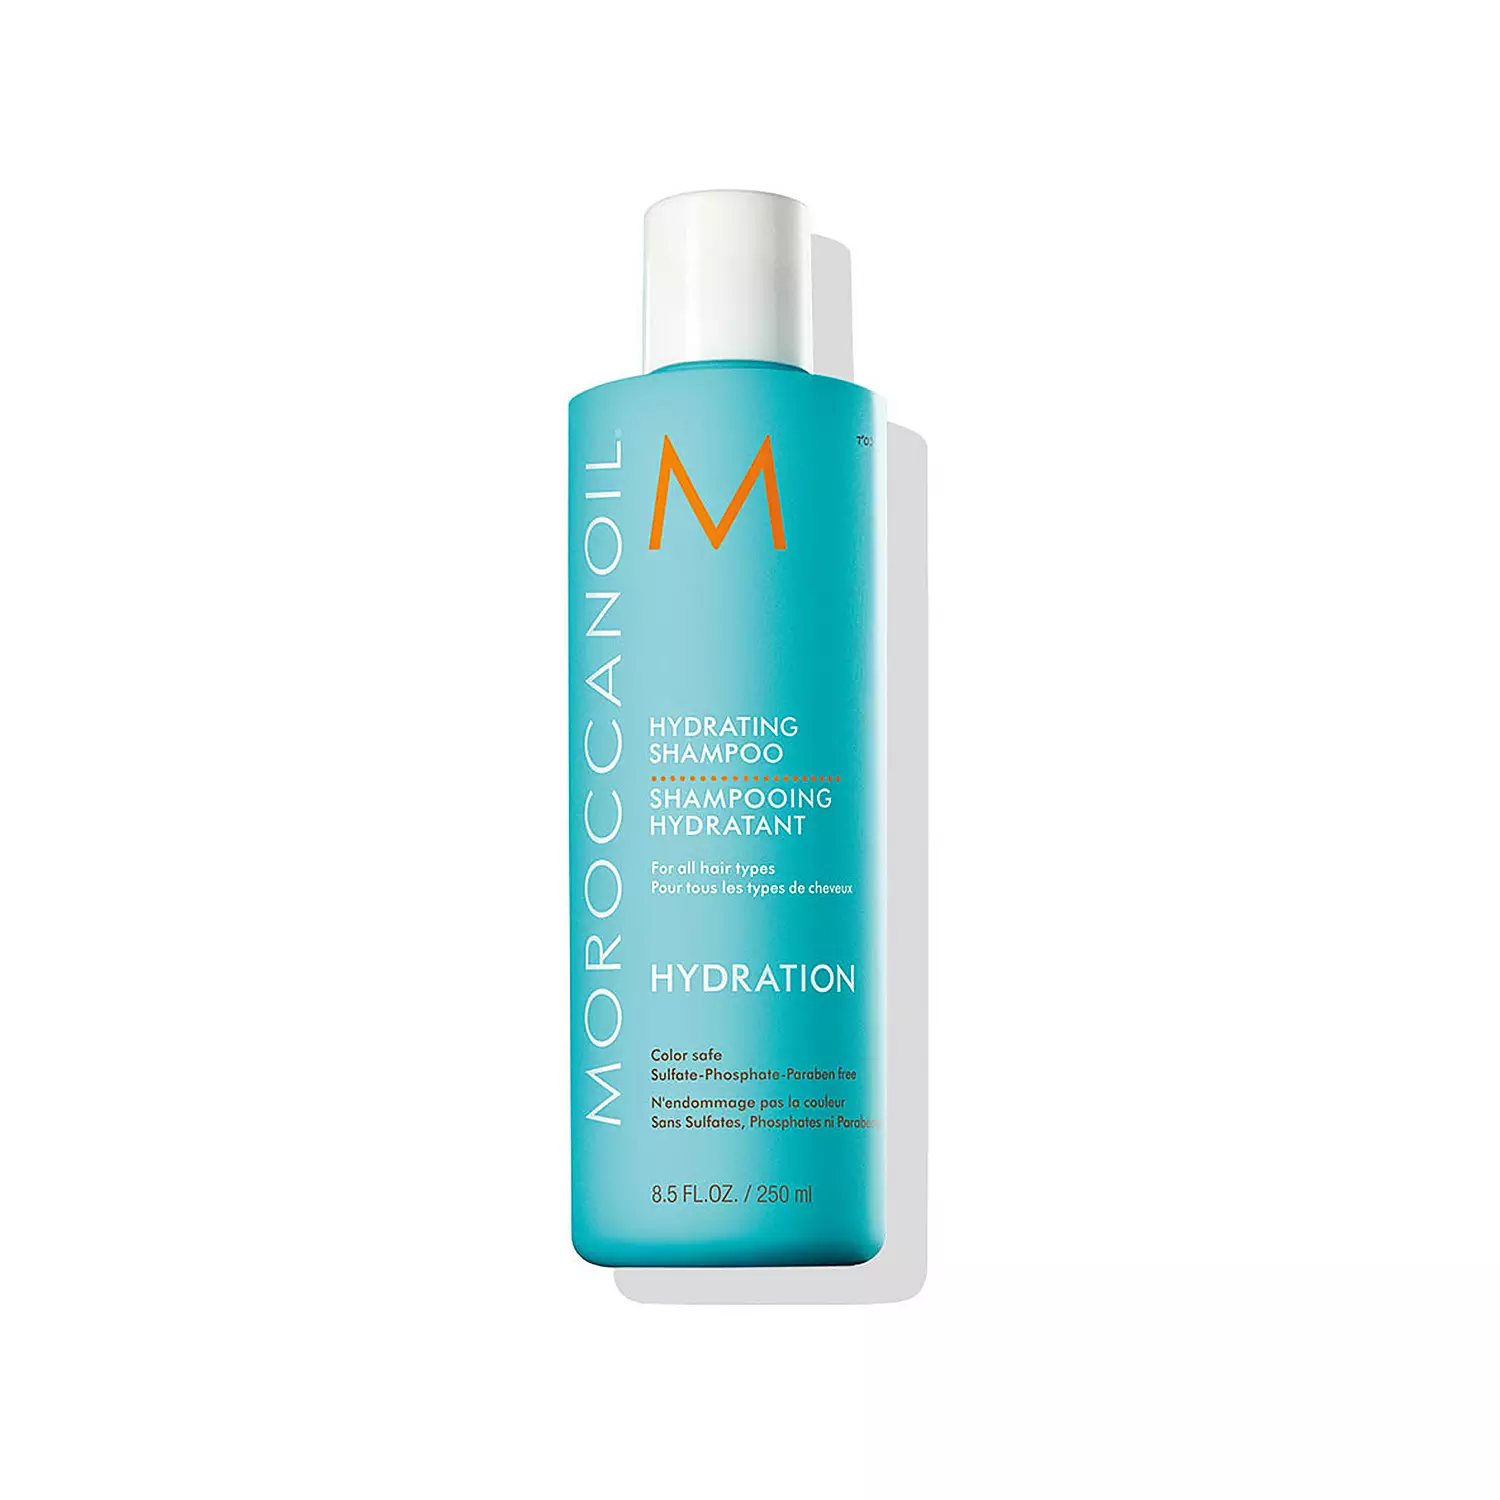 MOROCCANOIL.
M
HYDRATING
SHAMPOO
SHAMPOOING
HYDRATANT
For all hair types
Pour tous les types de cheveux
HYDRATION
Color safe
Sulfate-Phosphate-Paraben free
N'endommage pas la couleur
Sans Sulfates, Phosphates ni
8.5 FL.OZ. / 250 ml